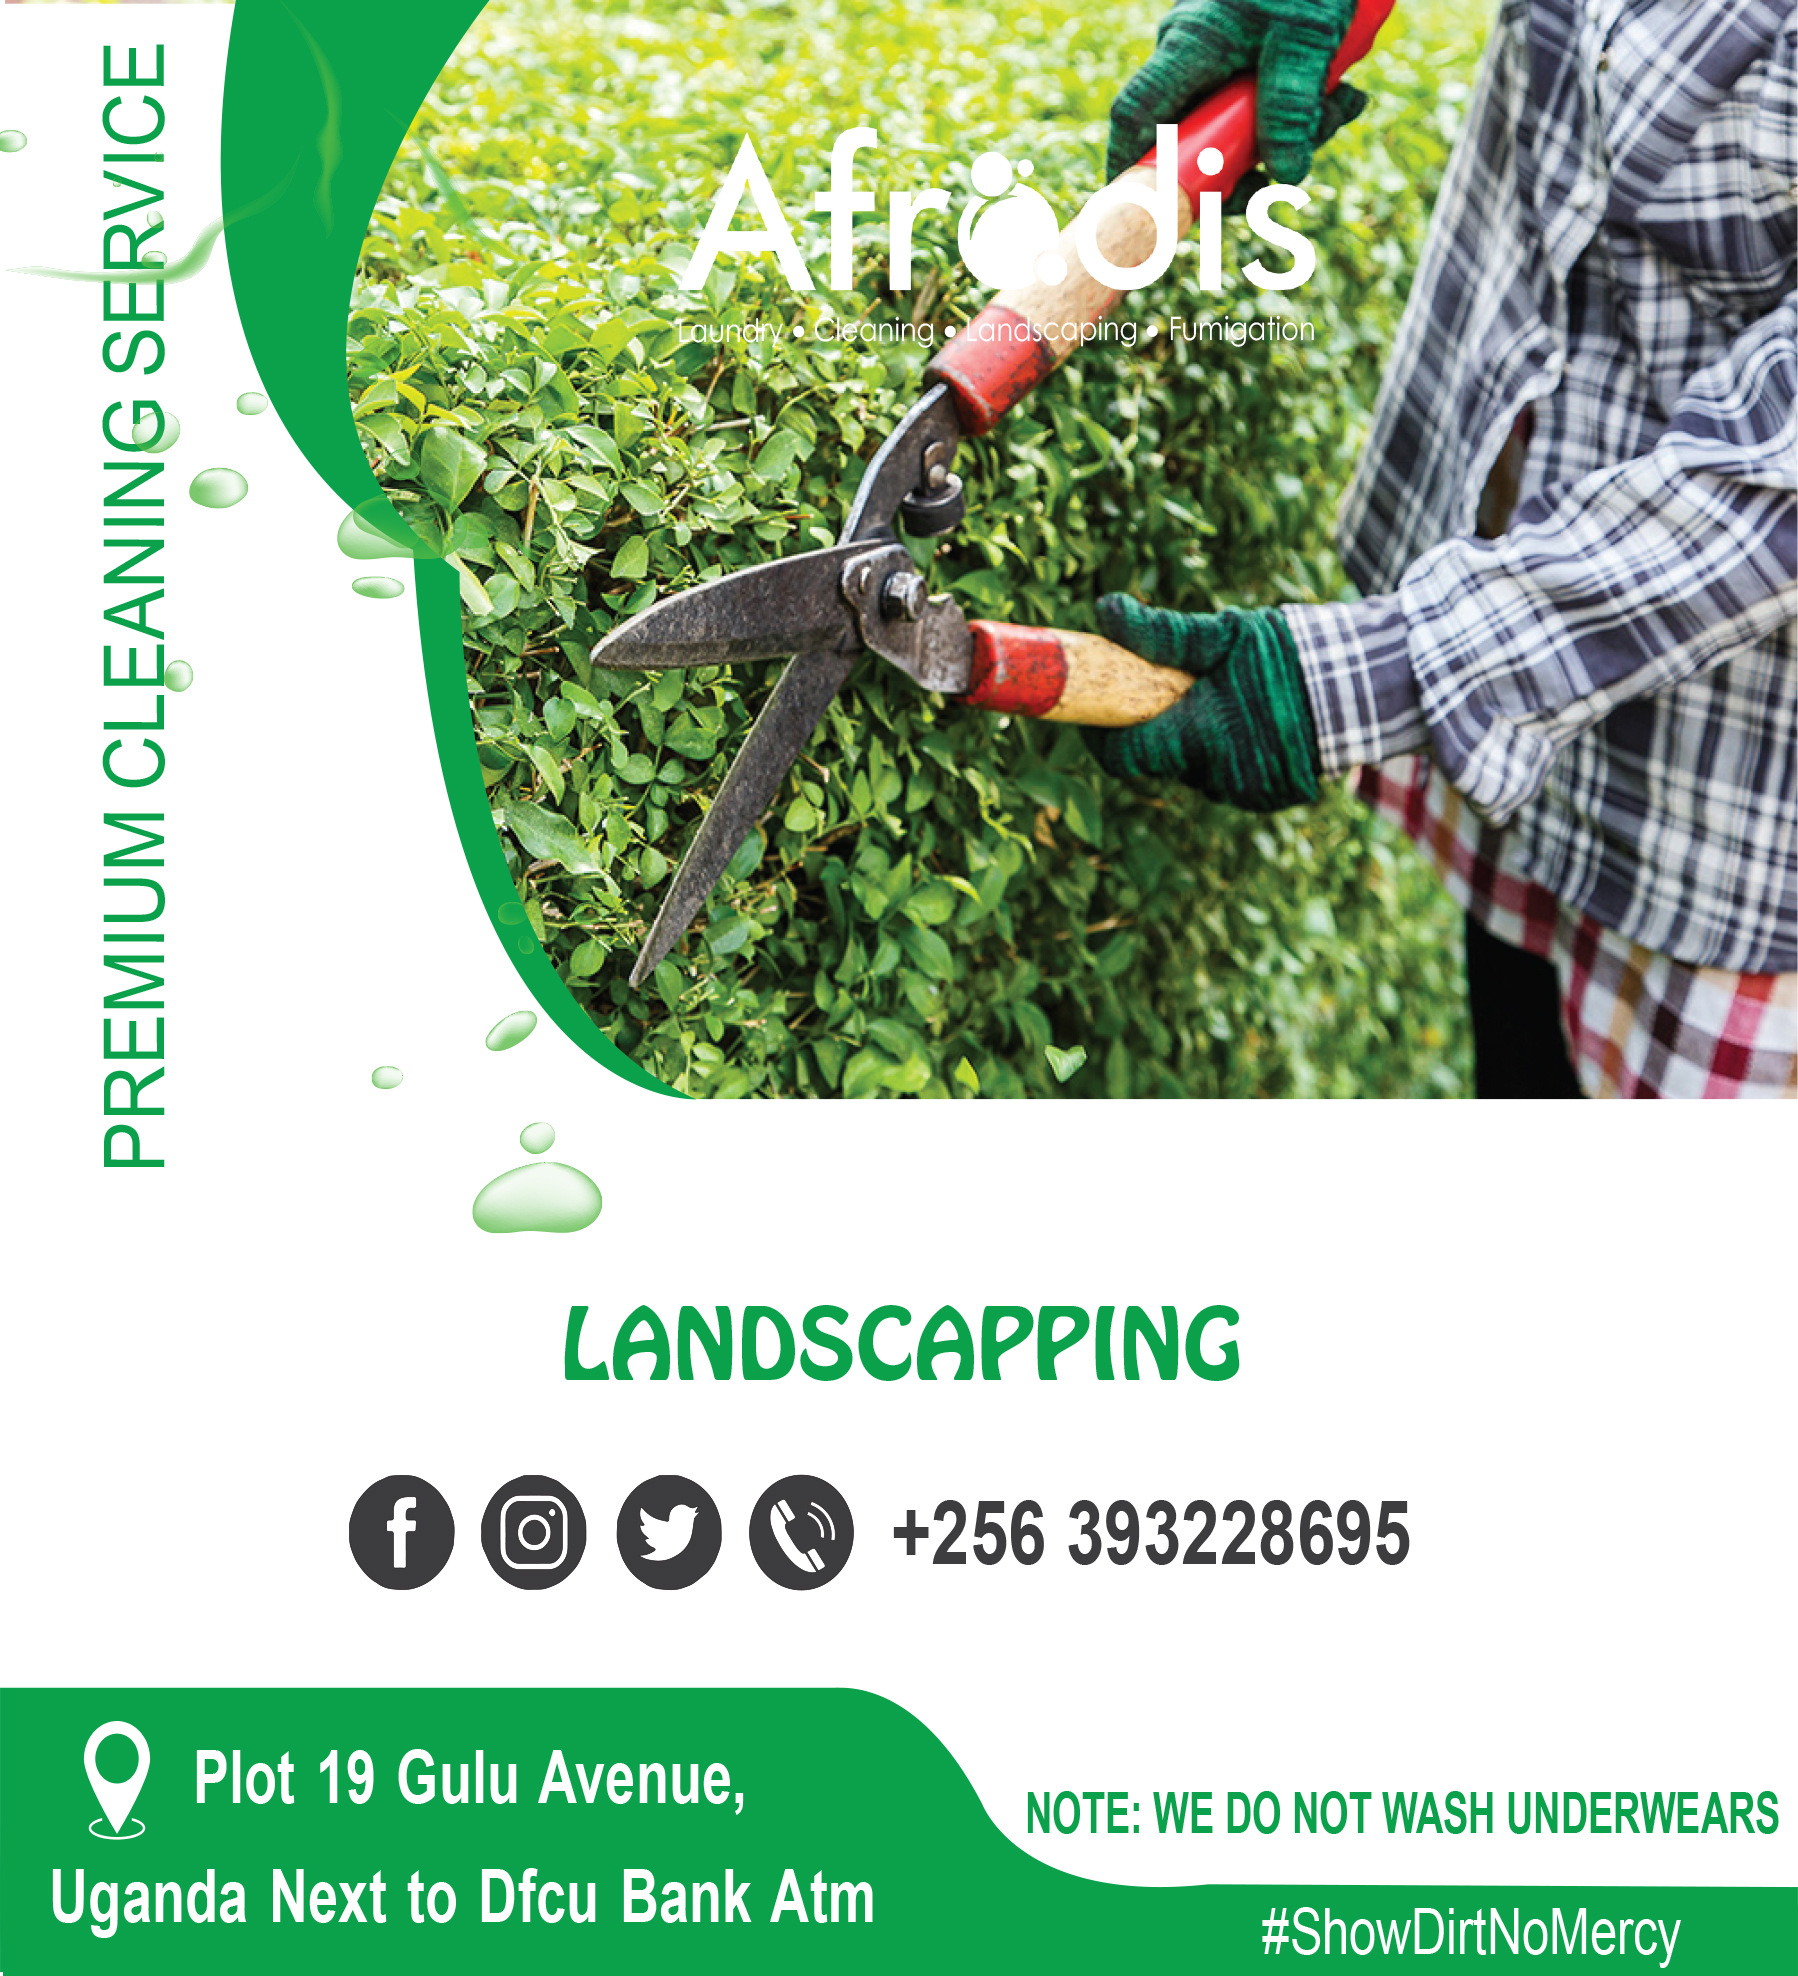 PREMIUM CLEANING SERVICE
Afrodis
Laundry • Cleaning • Landscaping • Fumigation
LANDSCAPPING
+256 393228695
Plot 19 Gulu Avenue,
Uganda Next to Dfcu Bank Atm
NOTE: WE DO NOT WASH UNDERWEARS
#ShowDirtNoMercy